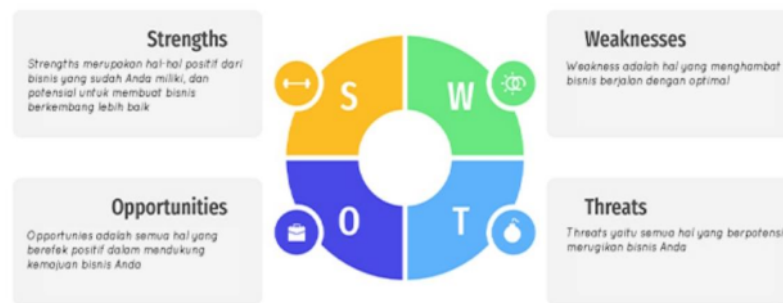 Strengths
Strengths merupakan hal-hal positif dari
bisnis yang sudah Anda miliki, dan
potensial untuk membuat bisnis
berkembang lebih baik
Weaknesses
Weakness adalah hal yang menghambat
bisnis berjalan dengan optimal
S
W
O
T
Opportunities
Opportunies adalah semua hal yang
berefek positif dalam mendukung
kemajuan bisnis Anda
Threats
Threats yaitu semua hal yang berpotensi
merugikan bisnis Anda